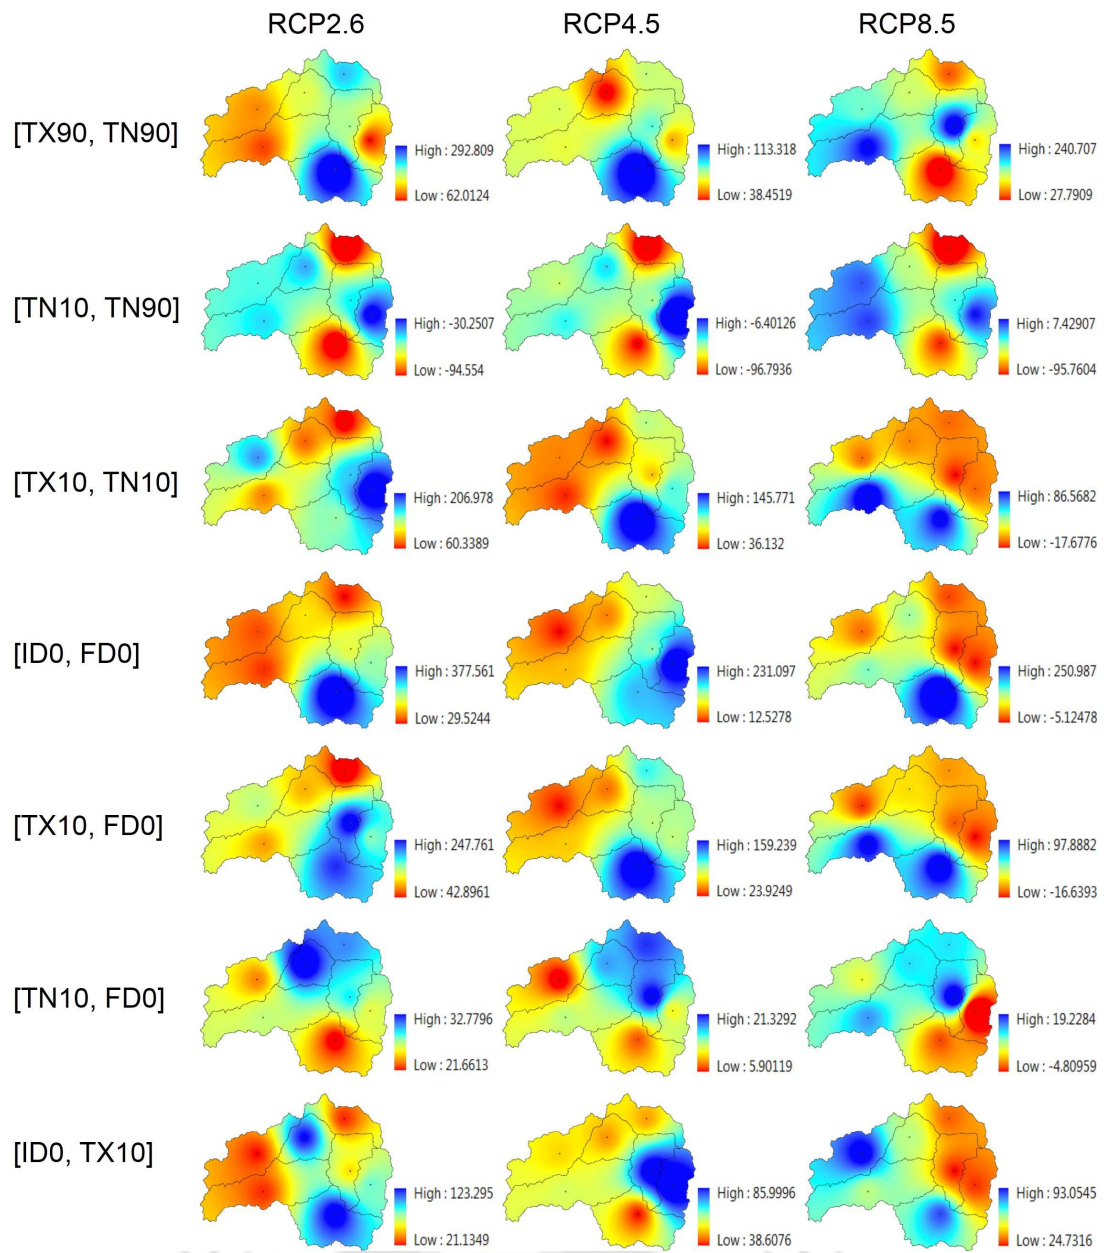 RCP2.6 RCP4.5 RCP8.5
[TX90, TN90]
High : 292.809
Low : 62.0124
High : 113.318
Low : 38.4519
High : 240.707
Low : 27.7909
[TN10, TN90]
High : -30.2507
Low : -94.554
High : -6.40126
Low : -96.7936
High : 7.42907
Low : -95.7604
[TX10, TN10]
High : 206.978
Low : 60.3389
High : 145.771
Low : 36.132
High : 86.5682
Low : -17.6776
[ID0, FD0]
High : 377.561
Low : 29.5244
High : 231.097
Low : 12.5278
High : 250.987
Low : -5.12478
[TX10, FD0]
High : 247.761
Low : 42.8961
High : 159.239
Low : 23.9249
High : 97.8882
Low : -16.6393
[TN10, FD0]
High : 32.7796
Low : 21.6613
High : 21.3292
Low : 5.90119
High : 19.2284
Low : -4.80959
[ID0, TX10]
High : 123.295
Low : 21.1349
High : 85.9996
Low : 38.6076
High : 93.0545
Low : 24.7316